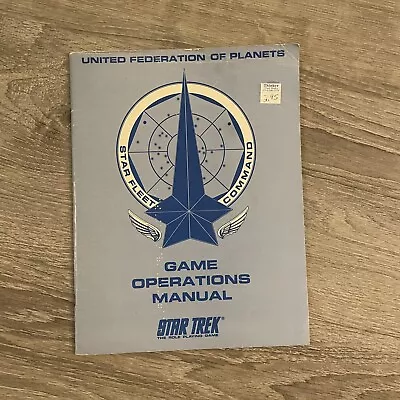 UNITED FEDERATION OF PLANETS
STAR FLEET
COMMAND
GAME
OPERATIONS
MANUAL
STAR TREK®
THE ROLE PLAYING GAME